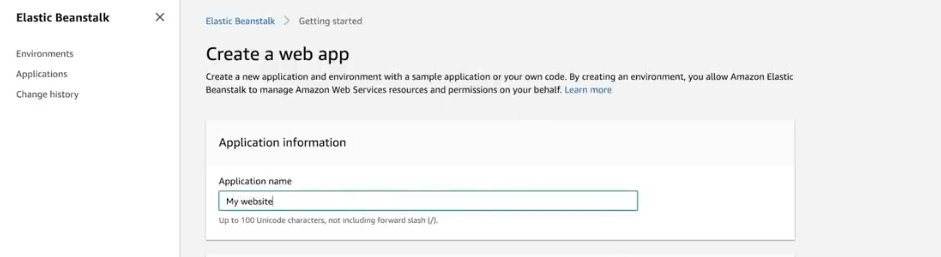 Elastic Beanstalk
Elastic Beanstalk > Getting started
Environments
Applications
Change history
Create a web app
Create a new application and environment with a sample application or your own code. By creating an environment, you allow Amazon Elastic
Beanstalk to manage Amazon Web Services resources and permissions on your behalf. Learn more
Application information
Application name
My website
Up to 100 Unicode characters, not including forward slash (/).